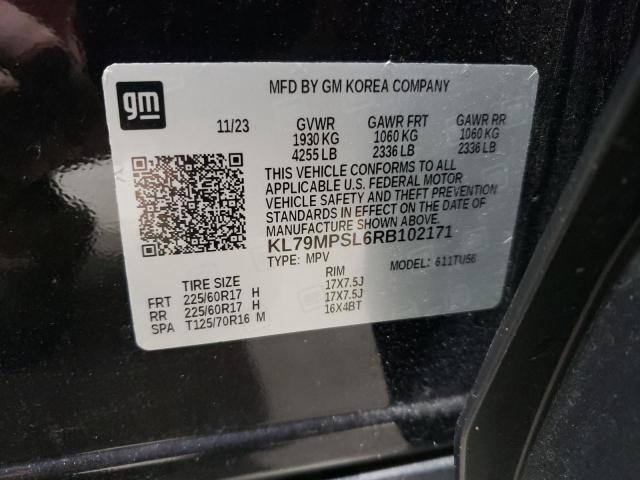 gm
MFD BY GM KOREA COMPANY
11/23
GVWR GAWR FRT GAWR RR
1930 KG 1060 KG 1060 KG
4255 LB 2336 LB 2336 LB
THIS VEHICLE CONFORMS TO ALL
APPLICABLE U.S. FEDERAL MOTOR
VEHICLE SAFETY AND THEFT PREVENTION
STANDARDS IN EFFECT ON THE DATE OF
MANUFACTURE SHOWN ABOVE.
KL79MPSL6RB102171
TYPE: MPV MODEL: 611TU56
TIRE SIZE RIM
FRT 225/60R17 H 17X7.5J
RR 225/60R17 H 17X7.5J
SPA T125/70R16 M 16X4BT